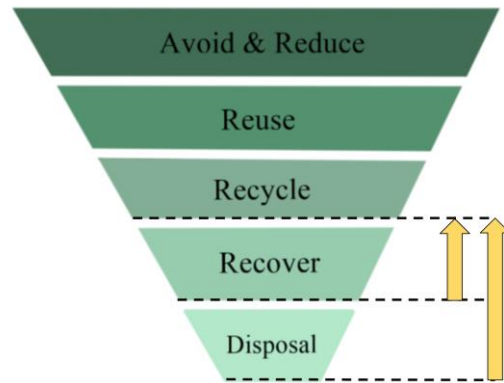 Avoid & Reduce
Reuse
Recycle
Recover
Disposal